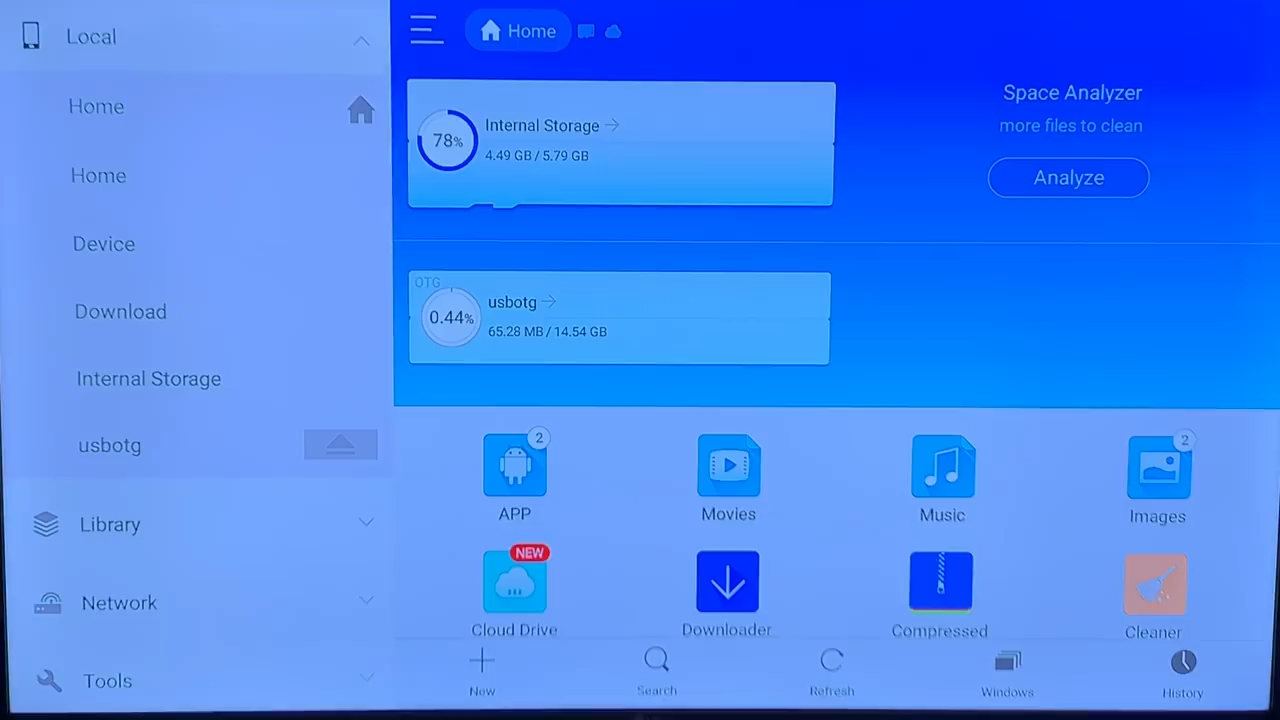 Local
Home
Home
Device
Download
Internal Storage
usbotg
Library
Network
Tools
Home
78%
Internal Storage
4.49 GB / 5.79 GB
Space Analyzer
more files to clean
Analyze
OTG
0.44%
usbotg
65.28 MB / 14.54 GB
2
APP
Movies
Music
2
Images
NEW
Cloud Drive
Downloader
Compressed
Cleaner
New
Search
Refresh
Windows
History